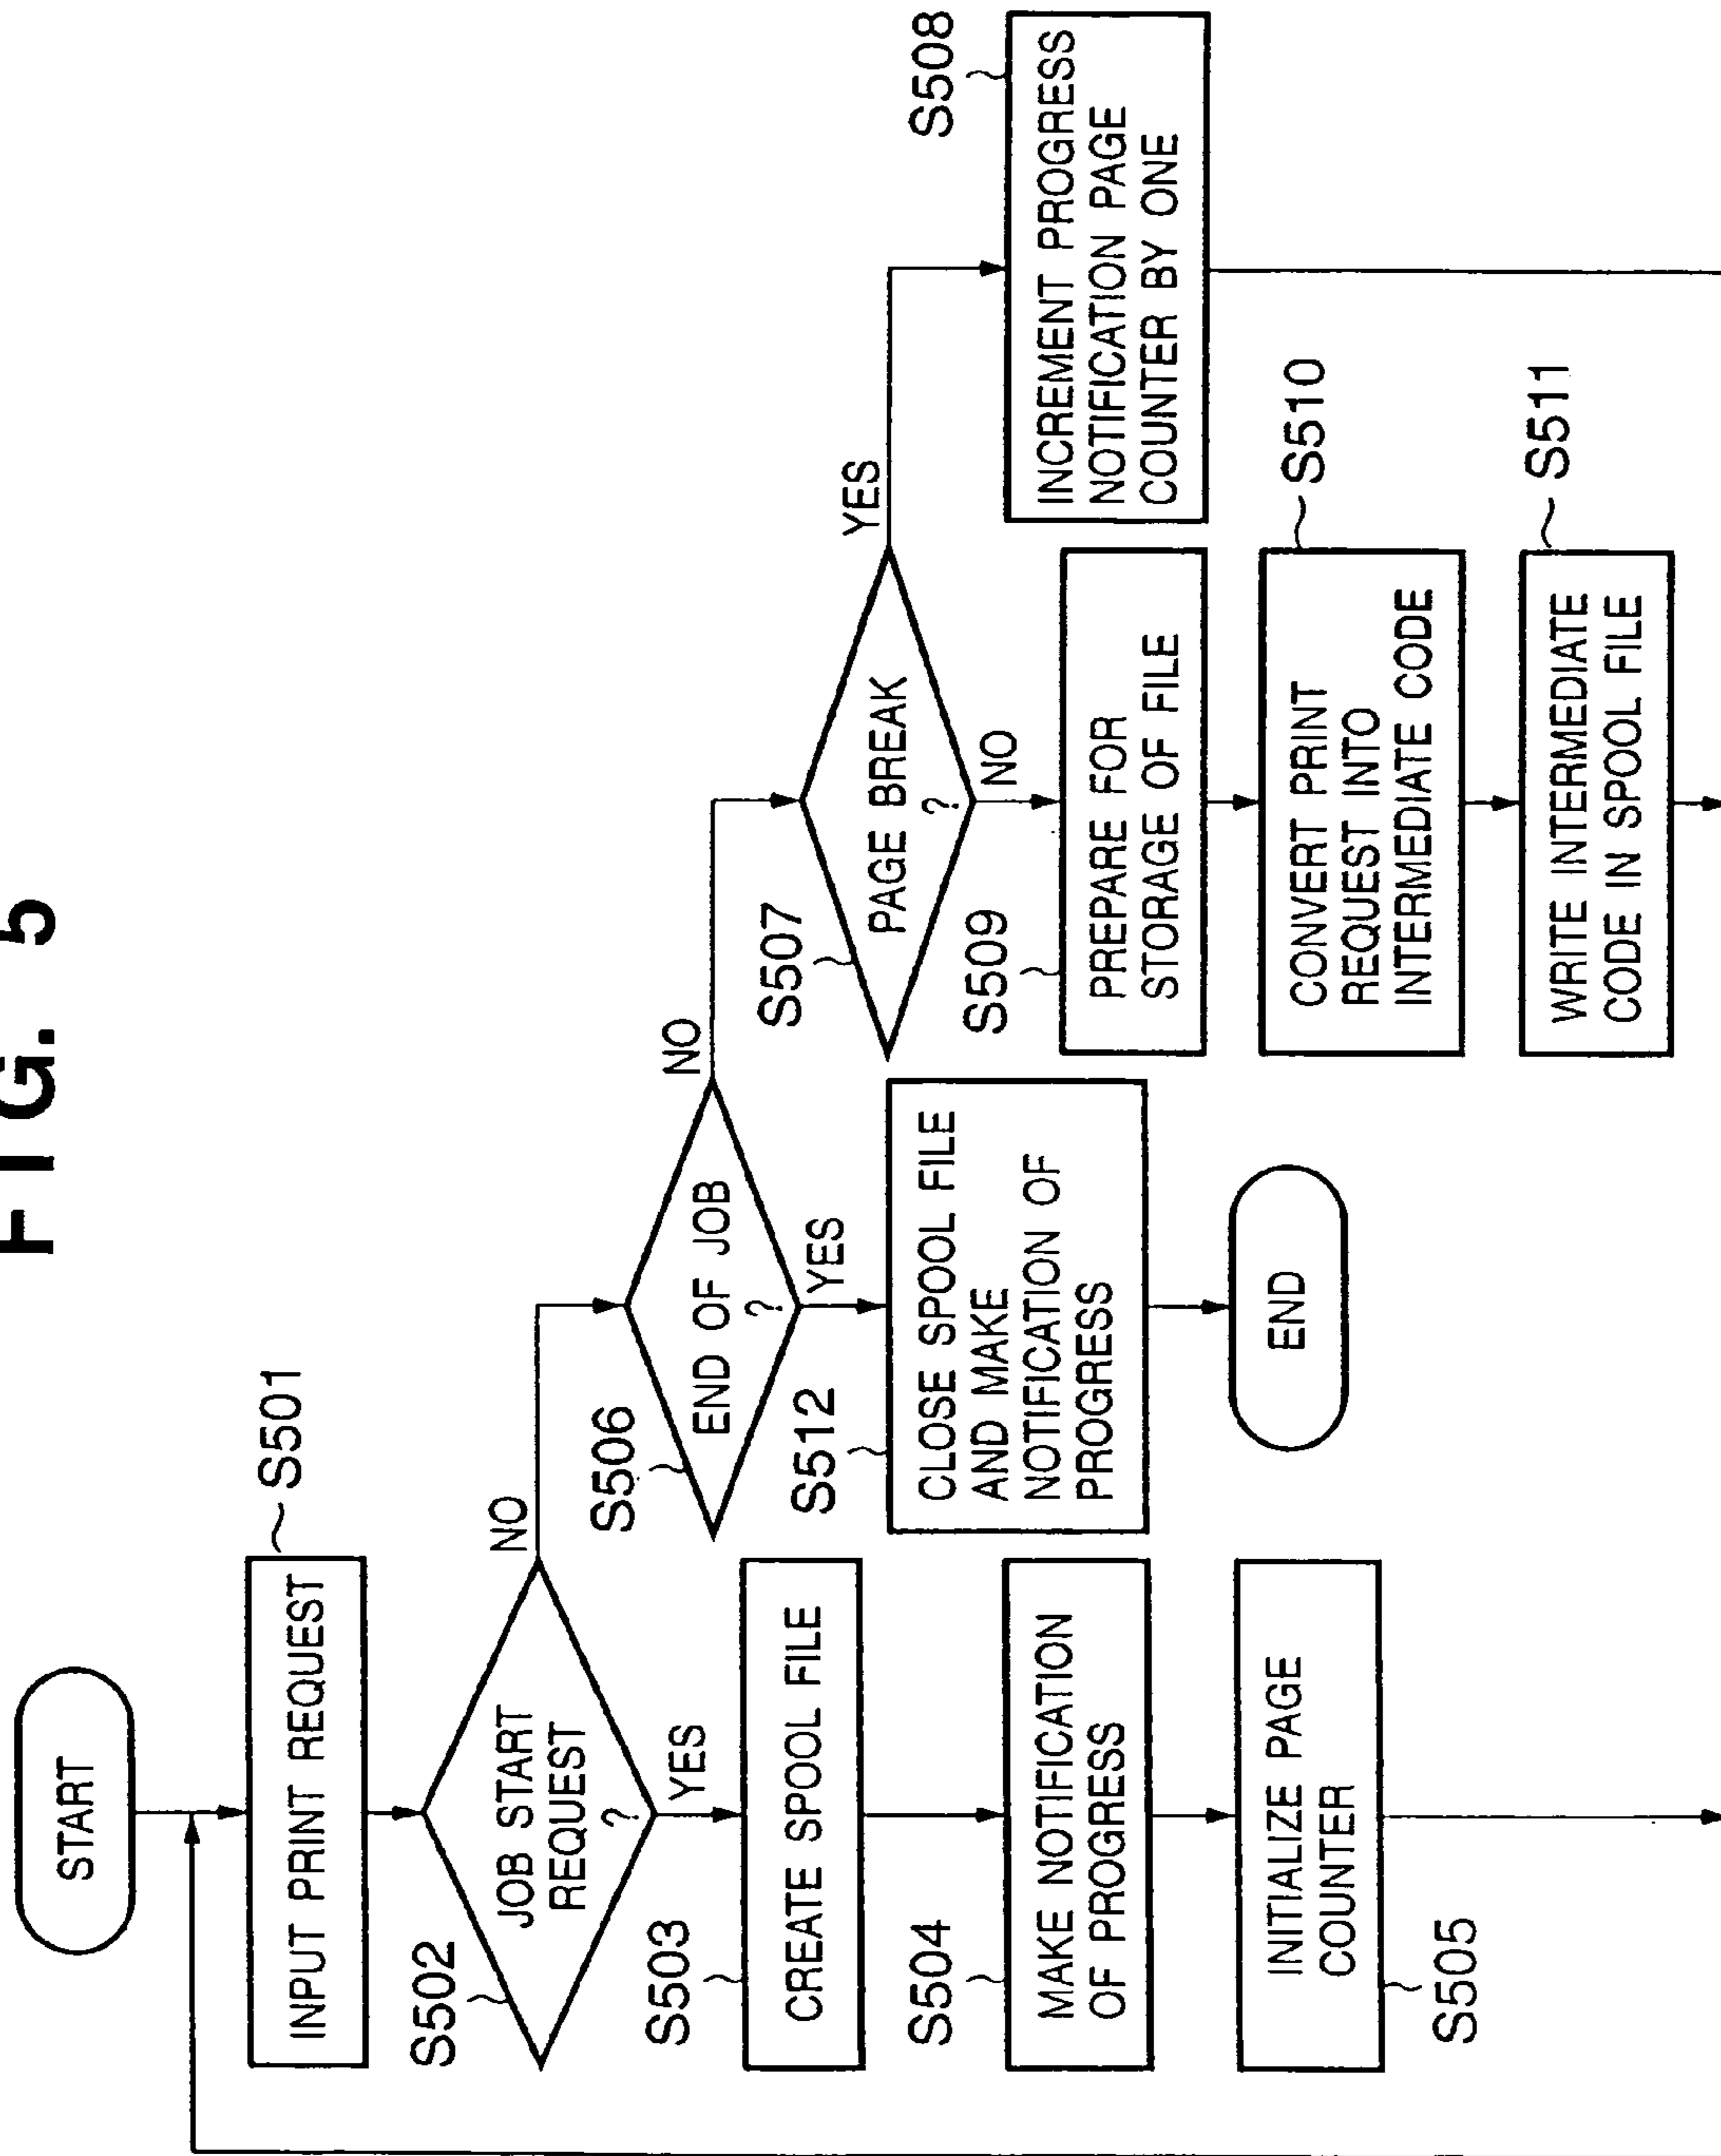 FIG. 5
START
INPUT PRINT REQUEST
S501
S502
JOB START
REQUEST
?
NO
YES
S503
CREATE SPOOL FILE
S504
MAKE NOTIFICATION
OF PROGRESS
INITIALIZE PAGE
COUNTER
S505
S506
END OF JOB
?
NO
YES
S512
CLOSE SPOOL FILE
AND MAKE
NOTIFICATION OF
PROGRESS
END
S507
PAGE BREAK
?
YES
NO
S508
INCREMENT PROGRESS
NOTIFICATION PAGE
COUNTER BY ONE
S509
PREPARE FOR
STORAGE OF FILE
S510
CONVERT PRINT
REQUEST INTO
INTERMEDIATE CODE
S511
WRITE INTERMEDIATE
CODE IN SPOOL FILE